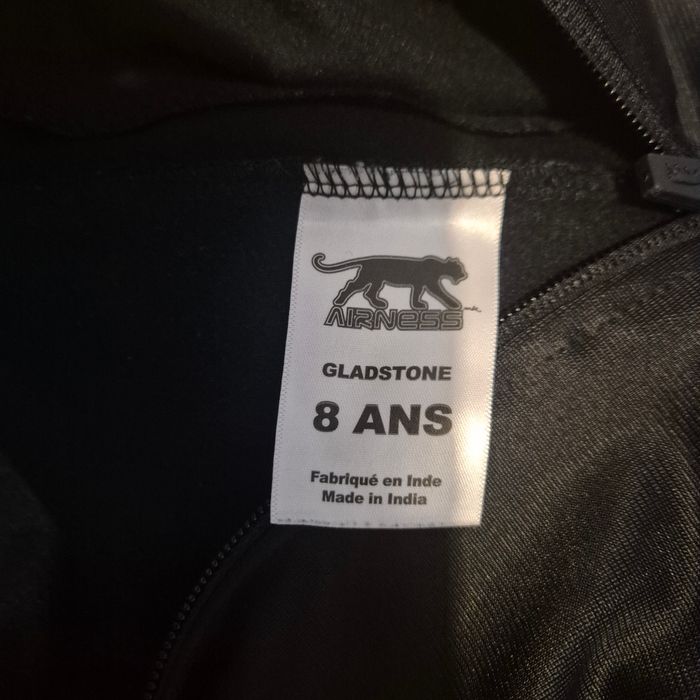 AIRNESS
GLADSTONE
8 ANS
Fabriqué en Inde
Made in India